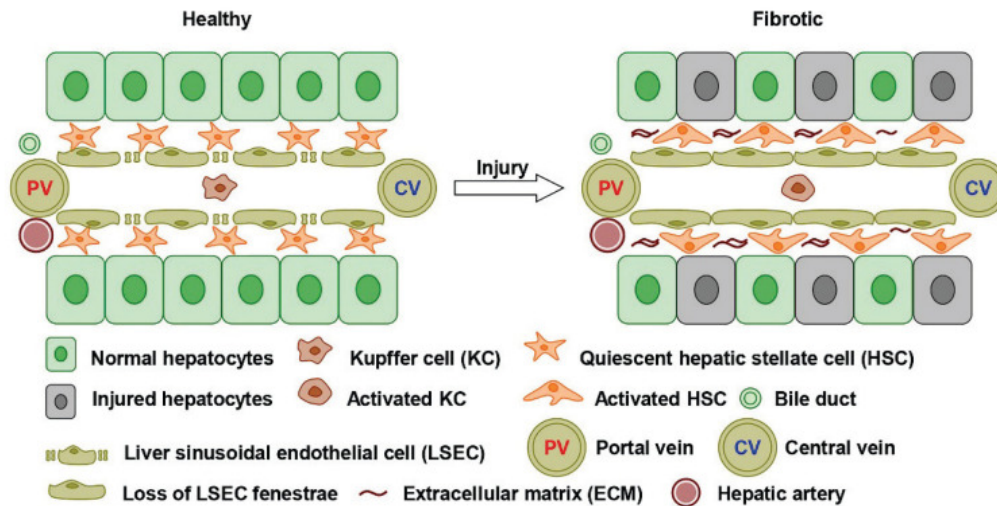 Healthy
Fibrotic
PV
CV
Injury
PV
CV
Normal hepatocytes
Kupffer cell (KC)
Quiescent hepatic stellate cell (HSC)
Injured hepatocytes
Activated KC
Activated HSC
Bile duct
Liver sinusoidal endothelial cell (LSEC)
PV
Portal vein
CV
Central vein
Loss of LSEC fenestrae
Extracellular matrix (ECM)
Hepatic artery